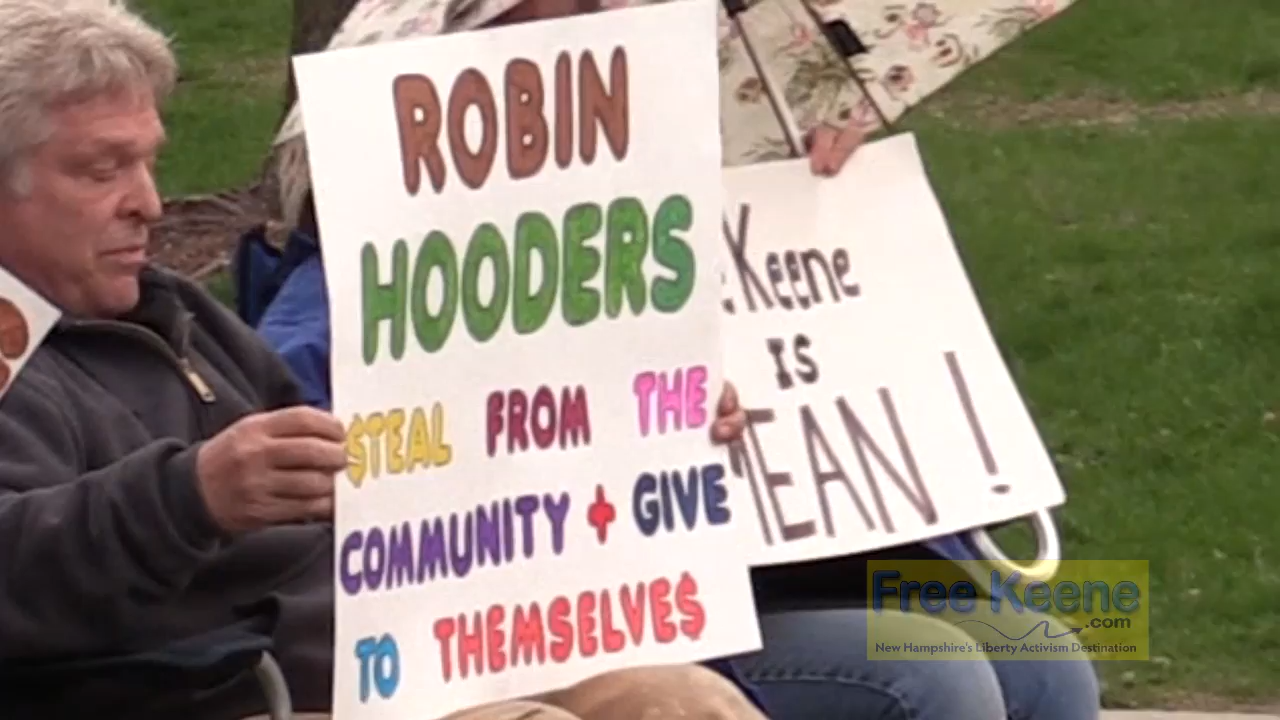 ROBIN
HOODERS
$TEAL FROM THE
COMMUNITY + GIVE
TO THEMSELVE$
Keene
IS
MEAN!
Free Keene
.com
New Hampshire's Liberty Activism Destination